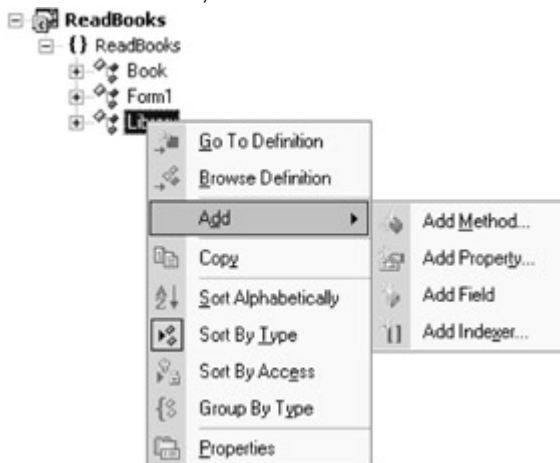 ReadBooks
{} ReadBooks
Book
Form1
Go To Definition
Browse Definition
Add
Add Method...
Copy
Add Property...
Sort Alphabetically
Add Field
Sort By Type
Add Indexer...
Sort By Access
Group By Type
Properties